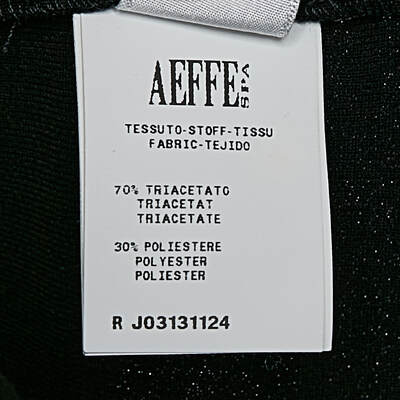 AEFFE SPA
TESSUTO-STOFF-TISSU
FABRIC-TEJIDO
70% TRIACETATO
TRIACETAT
TRIACETATE
30% POLIESTERE
POLYESTER
POLIESTER
R J03131124